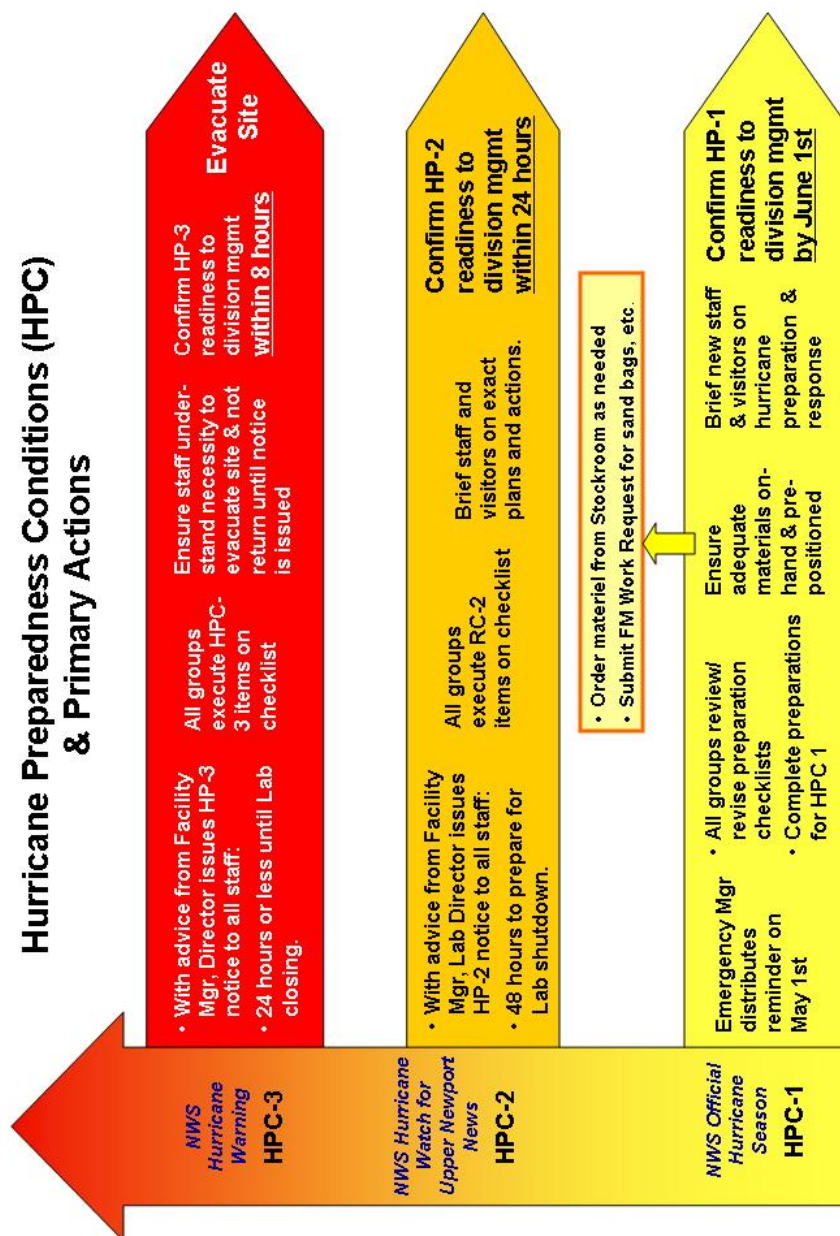 Hurricane Preparedness Conditions (HPC)
& Primary Actions
NWS
Hurricane
Warning
HPC-3
• With advice from Facility
Mgr, Director issues HP-3
notice to all staff:
• 24 hours or less until Lab
closing.
All groups
execute HPC-
3 items on
checklist
Ensure staff under-
stand necessity to
evacuate site & not
return until notice
is issued
Confirm HP-3
readiness to
division mgmt
within 8 hours
Evacuate
Site
NWS Hurricane
Watch for
Upper Newport
News
HPC-2
• With advice from Facility
Mgr, Lab Director issues
HP-2 notice to all staff:
• 48 hours to prepare for
Lab shutdown.
All groups
execute RC-2
items on checklist
Brief staff and
visitors on exact
plans and actions.
Confirm HP-2
readiness to
division mgmt
within 24 hours
• Order materiel from Stockroom as needed
• Submit FM Work Request for sand bags, etc.
NWS Official
Hurricane
Season
HPC-1
Emergency Mgr
distributes
reminder on
May 1st
• All groups review/
revise preparation
checklists
• Complete preparations
for HPC 1
Ensure
adequate
materials on-
hand & pre-
positioned
Brief new staff
& visitors on
hurricane
preparation &
response
Confirm HP-1
readiness to
division mgmt
by June 1st